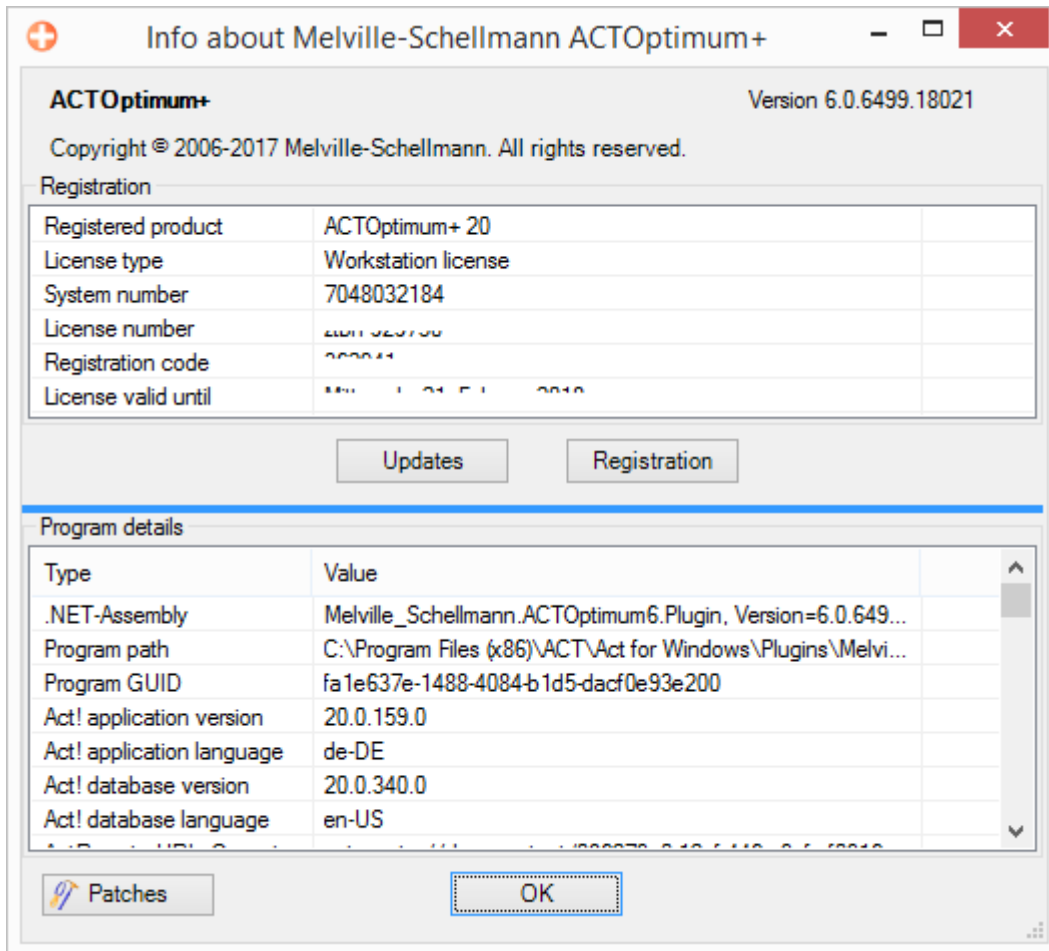 Info about Melville-Schellmann ACTOptimum+
ACTOptimum+ Version 6.0.6499.18021
Copyright © 2006-2017 Melville-Schellmann. All rights reserved.
Registration
Registered product ACTOptimum+ 20
License type Workstation license
System number 7048032184
License number
Registration code
License valid until
Updates Registration
Program details
Type Value
.NET-Assembly Melville_Schellmann.ACTOptimum6.Plugin, Version=6.0.649...
Program path C:\Program Files (x86)\ACT\Act for Windows\Plugins\Melvi...
Program GUID fa1e637e-1488-4084-b1d5-dacf0e93e200
Act! application version 20.0.159.0
Act! application language de-DE
Act! database version 20.0.340.0
Act! database language en-US
Patches OK